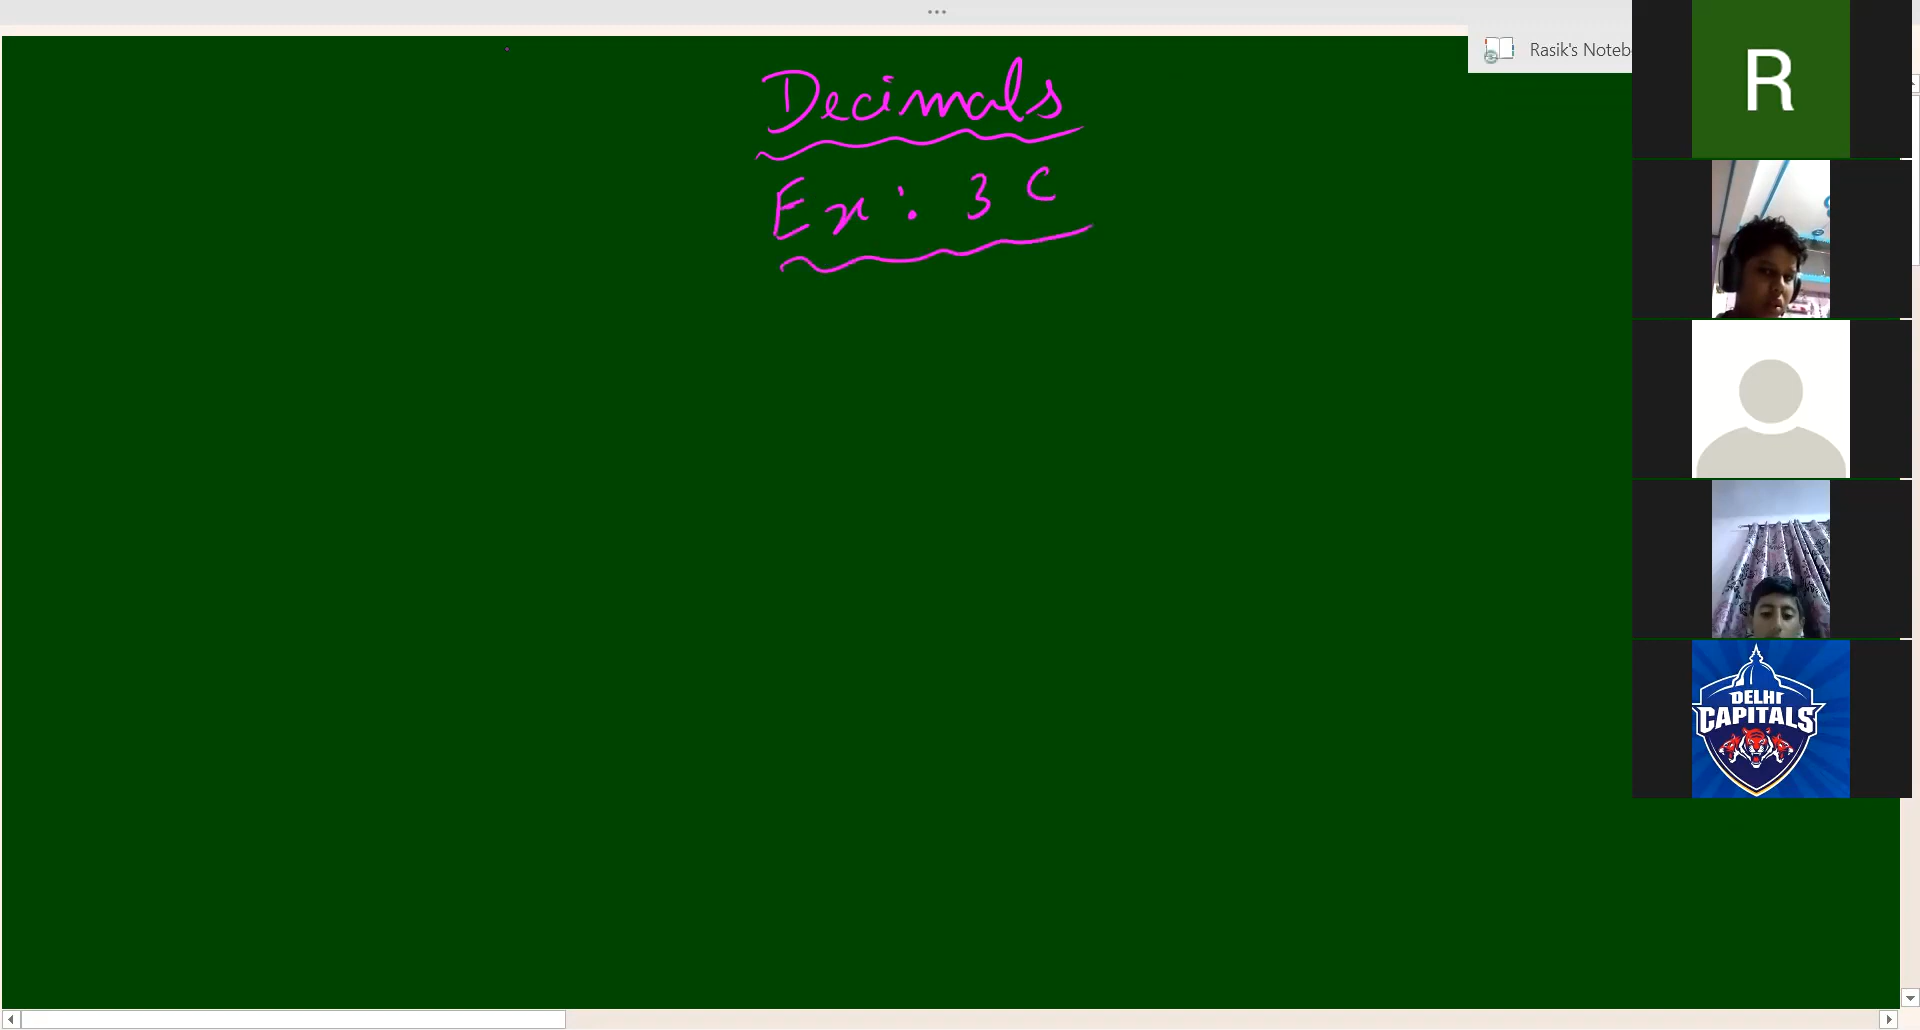 Decimals
Ex: 3 C
Rasik's Noteb
R
DELHI
CAPITALS